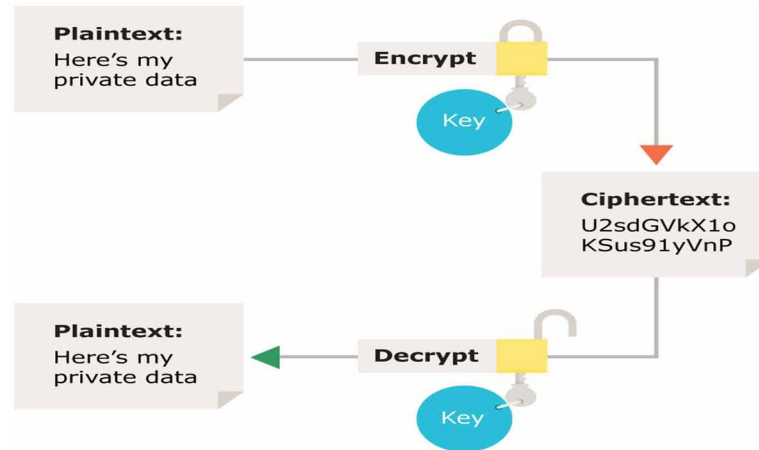 Plaintext:
Here's my
private data
Encrypt
Key
Ciphertext:
U2sdGVkX1o
KSus91yVnP
Plaintext:
Here's my
private data
Decrypt
Key